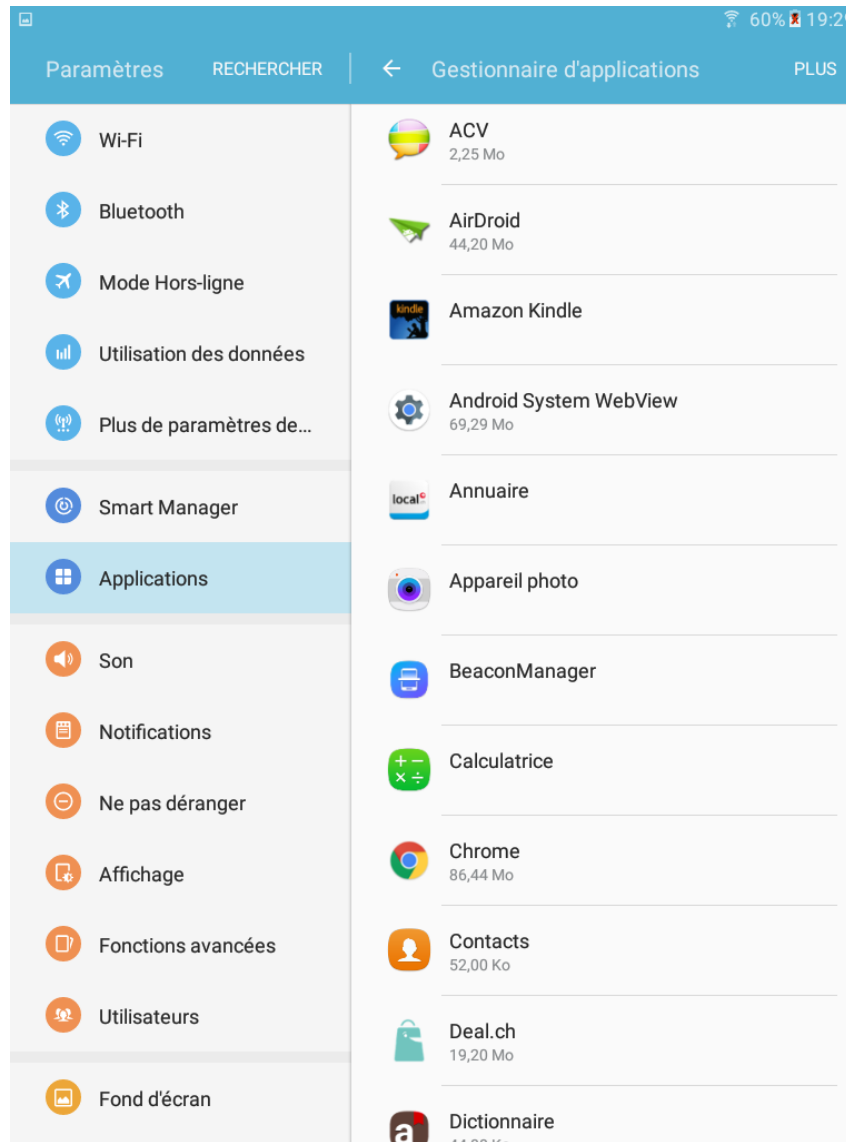 60% 19:29
Paramètres RECHERCHER
Gestionnaire d'applications PLUS
Wi-Fi
Bluetooth
Mode Hors-ligne
Utilisation des données
Plus de paramètres de...
Smart Manager
Applications
Son
Notifications
Ne pas déranger
Affichage
Fonctions avancées
Utilisateurs
Fond d'écran
ACV
2,25 Mo
AirDroid
44,20 Mo
kindle
Amazon Kindle
Android System WebView
69,29 Mo
local
Annuaire
Appareil photo
BeaconManager
Calculatrice
Chrome
86,44 Mo
Contacts
52,00 Ko
Deal.ch
19,20 Mo
a
Dictionnaire